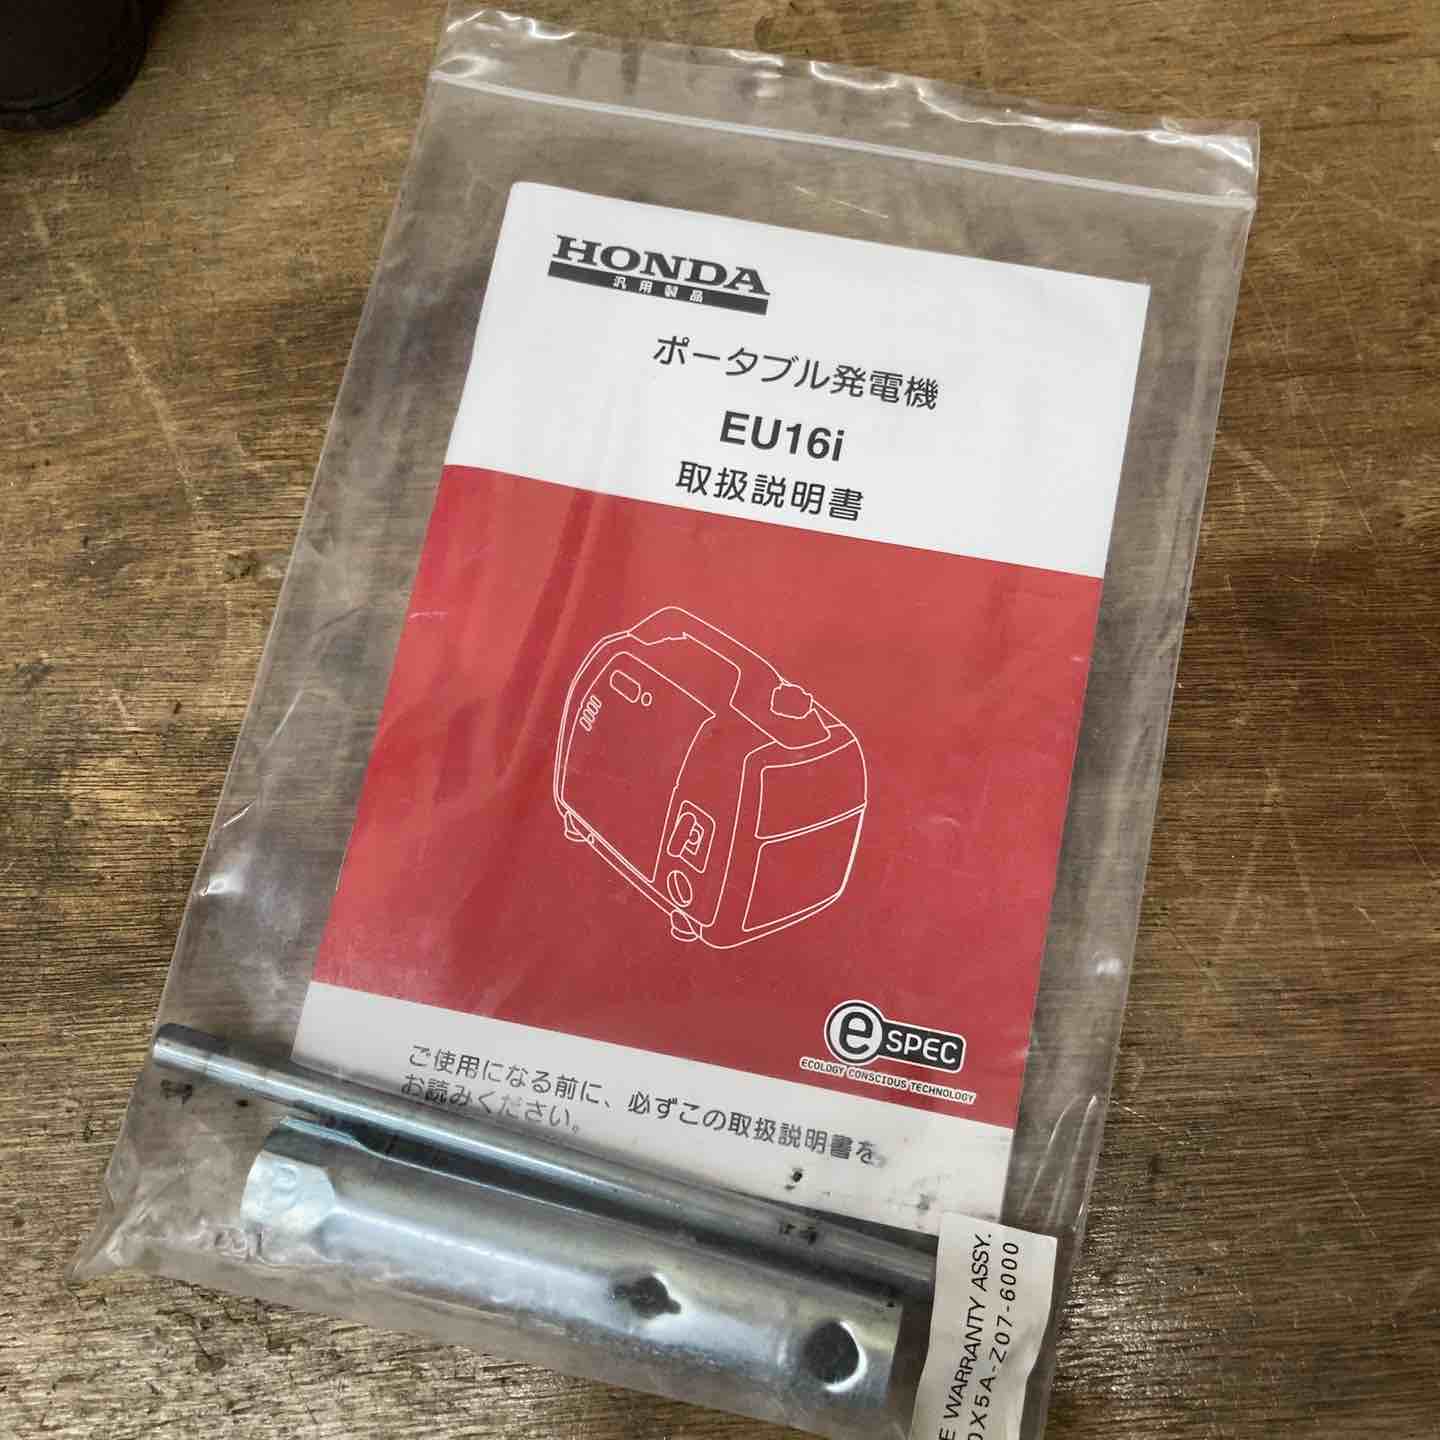 HONDA
汎用製品
ポータブル発電機
EU16i
取扱説明書
e SPEC
ECOLOGY CONSCIOUS TECHNOLOGY
ご使用になる前に、必ずこの取扱説明書を
お読みください。
WARRANTY ASSY.
X5A-Z07-6000